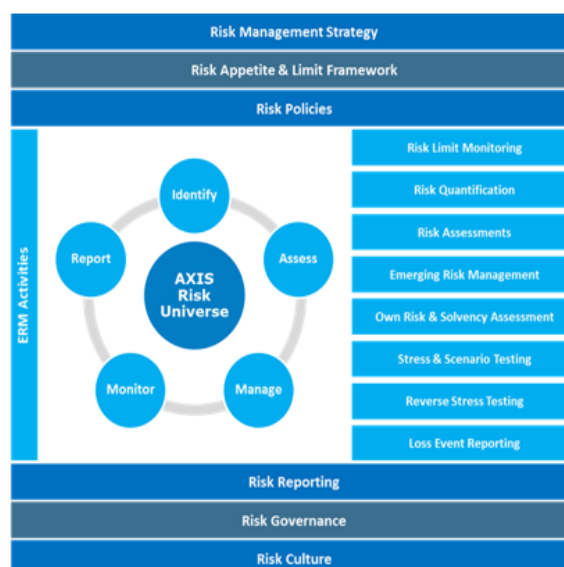 Risk Management Strategy
Risk Appetite & Limit Framework
Risk Policies
ERM Activities
Identify
Assess
Manage
Monitor
Report
AXIS
Risk
Universe
Risk Limit Monitoring
Risk Quantification
Risk Assessments
Emerging Risk Management
Own Risk & Solvency Assessment
Stress & Scenario Testing
Reverse Stress Testing
Loss Event Reporting
Risk Reporting
Risk Governance
Risk Culture